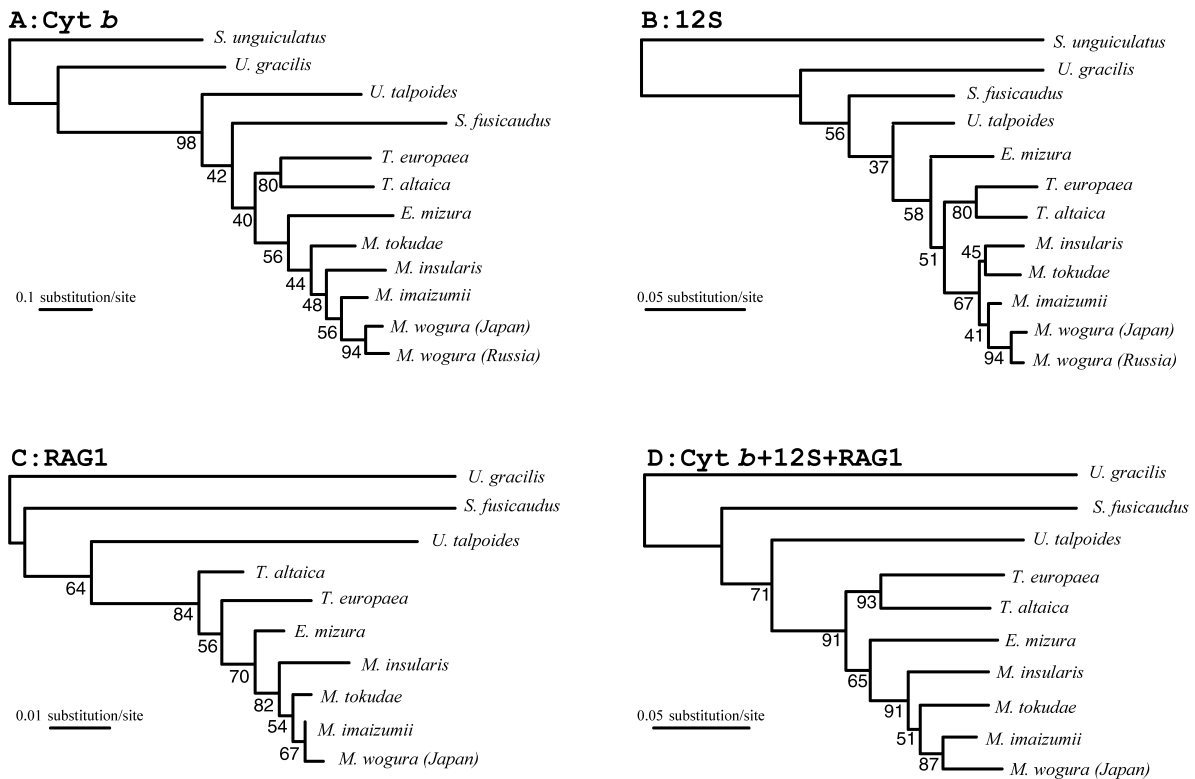 A:Cyt b
S. unguiculatus
U. gracilis
U. talpoides
98
S. fusicaudus
42
T. europaea
80
T. altaica
40
E. mizura
56
M. tokudae
44
M. insularis
48
M. imaizumii
56
M. wogura (Japan)
94
M. wogura (Russia)
0.1 substitution/site
B:12S
S. unguiculatus
U. gracilis
S. fusicaudus
56
U. talpoides
37
E. mizura
58
T. europaea
80
T. altaica
51
M. insularis
45
M. tokudae
67
M. imaizumii
41
M. wogura (Japan)
94
M. wogura (Russia)
0.05 substitution/site
C:RAG1
U. gracilis
S. fusicaudus
U. talpoides
64
T. altaica
84
T. europaea
56
E. mizura
70
M. insularis
82
M. tokudae
54
M. imaizumii
67
M. wogura (Japan)
0.01 substitution/site
D:Cyt b+12S+RAG1
U. gracilis
S. fusicaudus
U. talpoides
71
T. europaea
93
T. altaica
91
E. mizura
65
M. insularis
91
M. tokudae
51
M. imaizumii
87
M. wogura (Japan)
0.05 substitution/site